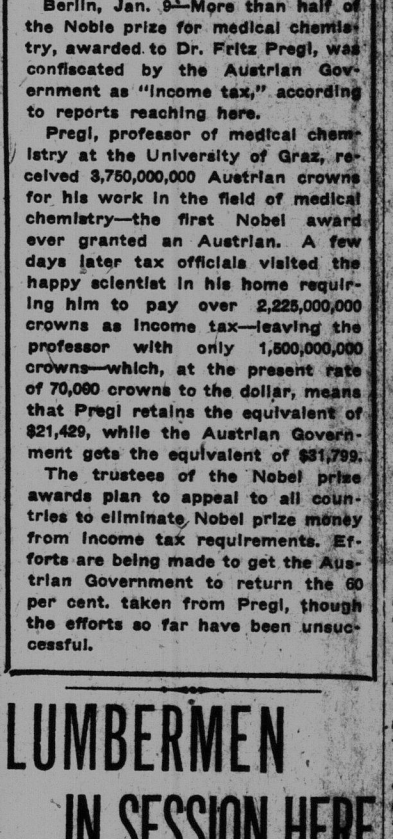 Berlin, Jan. 9—More than half of
the Noble prize for medical chemis-
try, awarded to Dr. Fritz Pregl, was
confiscated by the Austrian Gov-
ernment as "income tax," according
to reports reaching here.
Pregl, professor of medical chem-
istry at the University of Graz, re-
ceived 3,750,000,000 Austrian crowns
for his work in the field of medical
chemistry—the first Nobel award
ever granted an Austrian. A few
days later tax officials visited the
happy scientist in his home requir-
ing him to pay over 2,225,000,000
crowns as income tax—leaving the
professor with only 1,500,000,000
crowns—which, at the present rate
of 70,000 crowns to the dollar, means
that Pregl retains the equivalent of
$21,429, while the Austrian Govern-
ment gets the equivalent of $31,799.
The trustees of the Nobel prize
awards plan to appeal to all coun-
tries to eliminate Nobel prize money
from income tax requirements. Ef-
forts are being made to get the Aus-
trian Government to return the 60
per cent. taken from Pregl, though
the efforts so far have been unsuc-
cessful.
LUMBERMEN
IN SESSION HERE